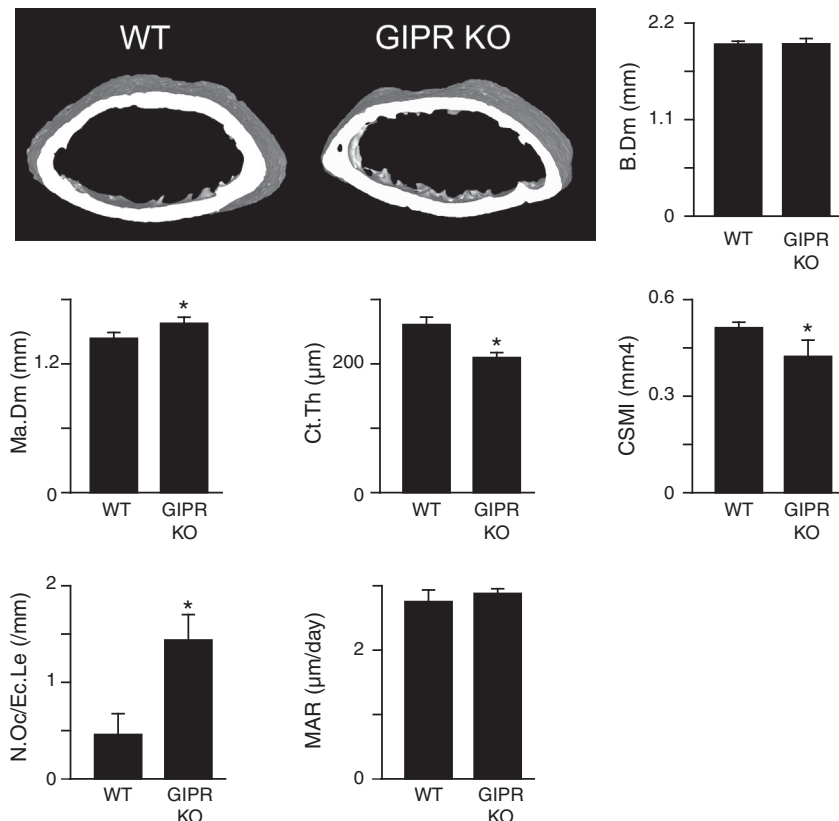 WT GIPR KO
B.Dm (mm)
2.2
1.1
0
WT GIPR
KO
Ma.Dm (mm)
1.2
0
*
WT GIPR
KO
Ct.Th (µm)
200
0
*
WT GIPR
KO
CSMI (mm4)
0.6
0.3
0
*
WT GIPR
KO
N.Oc/Ec.Le (/mm)
2
1
0
*
WT GIPR
KO
MAR (µm/day)
2
0
WT GIPR
KO